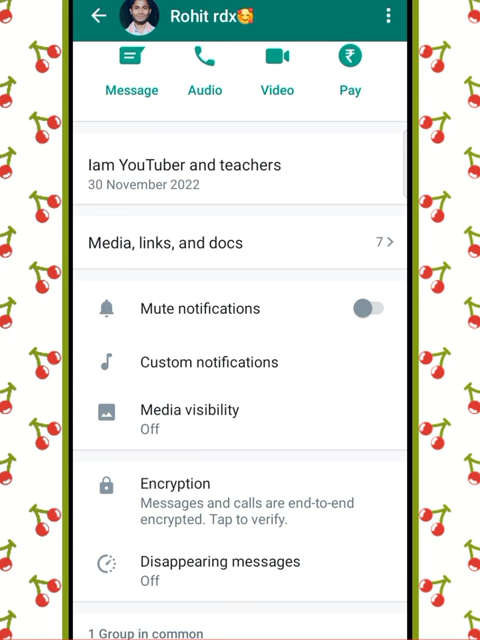 Rohit rdx🥰
Message Audio Video Pay
Iam YouTuber and teachers
30 November 2022
Media, links, and docs 7
Mute notifications
Custom notifications
Media visibility
Off
Encryption
Messages and calls are end-to-end
encrypted. Tap to verify.
Disappearing messages
Off
1 Group in common